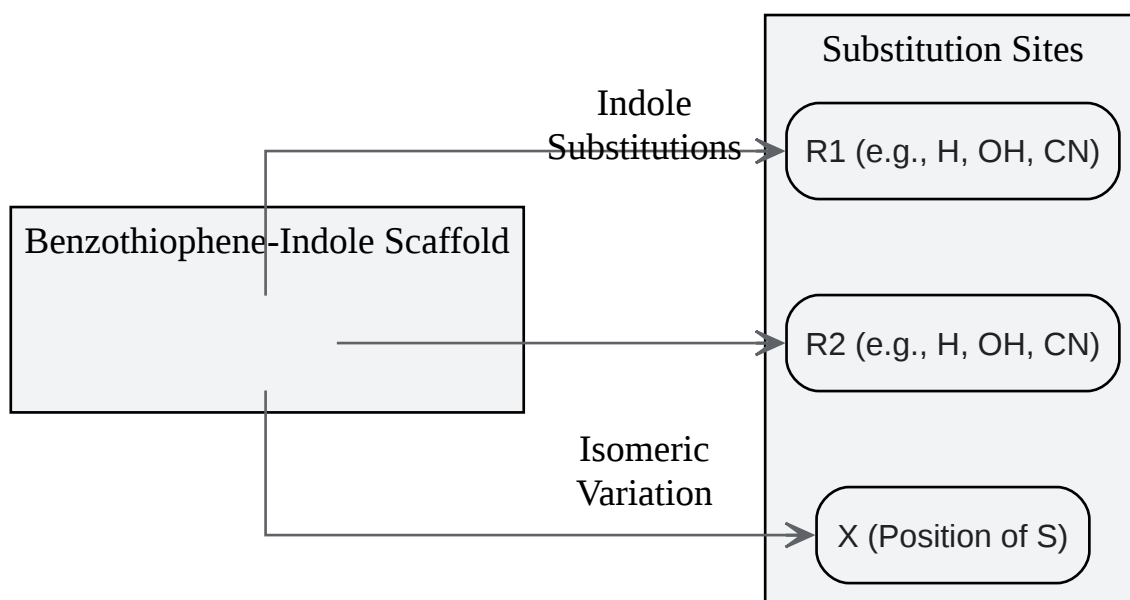 Substitution Sites
Indole
Substitutions
R1 (e.g., H, OH, CN)
Benzothiophene-Indole Scaffold
R2 (e.g., H, OH, CN)
Isomeric
Variation
X (Position of S)